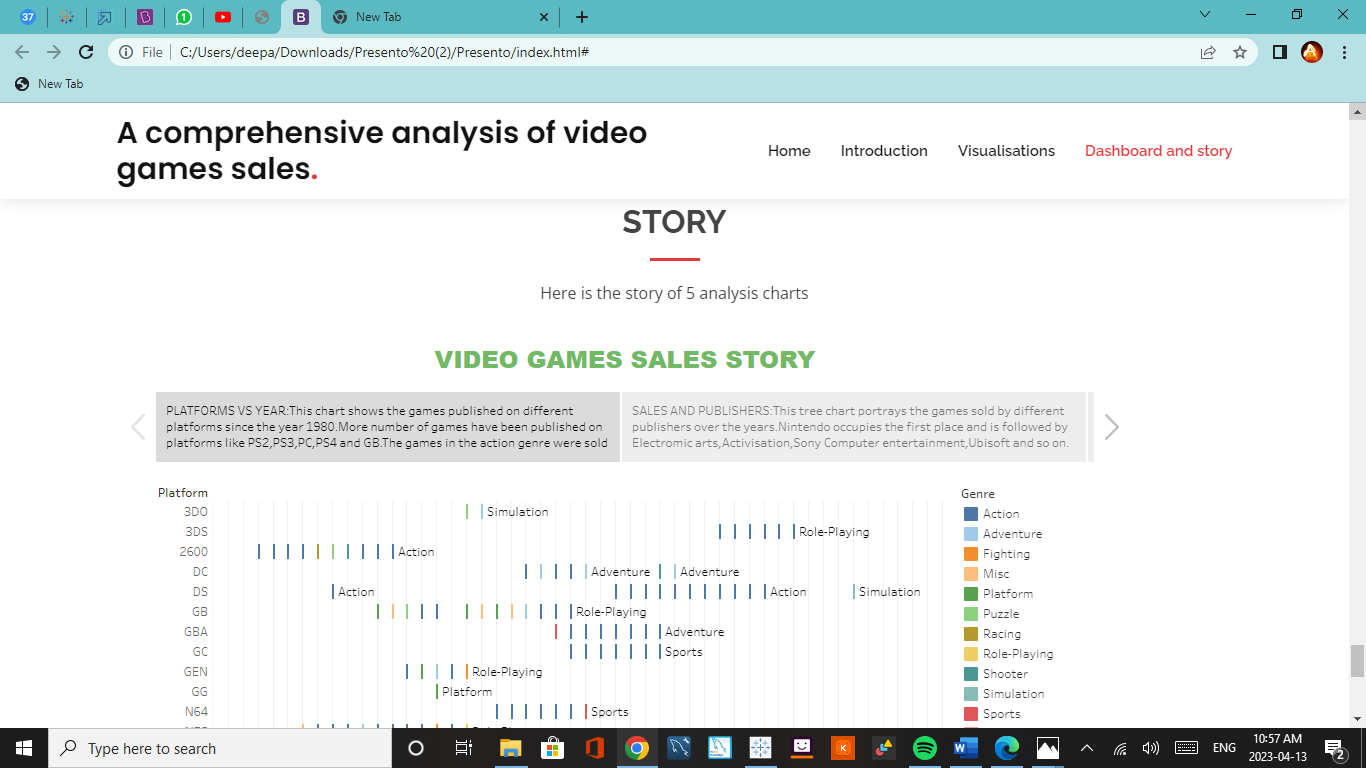 37
1
B
New Tab
File
C:/Users/deepa/Downloads/Presento%20(2)/Presento/index.html#
New Tab
A comprehensive analysis of video
games sales.
Home Introduction Visualisations Dashboard and story
STORY
Here is the story of 5 analysis charts
VIDEO GAMES SALES STORY
PLATFORMS VS YEAR:This chart shows the games published on different
platforms since the year 1980.More number of games have been published on
platforms like PS2,PS3,PC,PS4 and GB.The games in the action genre were sold
SALES AND PUBLISHERS:This tree chart portrays the games sold by different
publishers over the years.Nintendo occupies the first place and is followed by
Electromic arts,Activisation,Sony Computer entertainment,Ubisoft and so on.
Platform
3DO Simulation
3DS Role-Playing
2600 Action
DC Adventure Adventure
DS Action Action Simulation
GB Role-Playing
GBA Adventure
GC Sports
GEN Role-Playing
GG Platform
N64 Sports
Genre
Action
Adventure
Fighting
Misc
Platform
Puzzle
Racing
Role-Playing
Shooter
Simulation
Sports
Type here to search
ENG
10:57 AM
2023-04-13
2